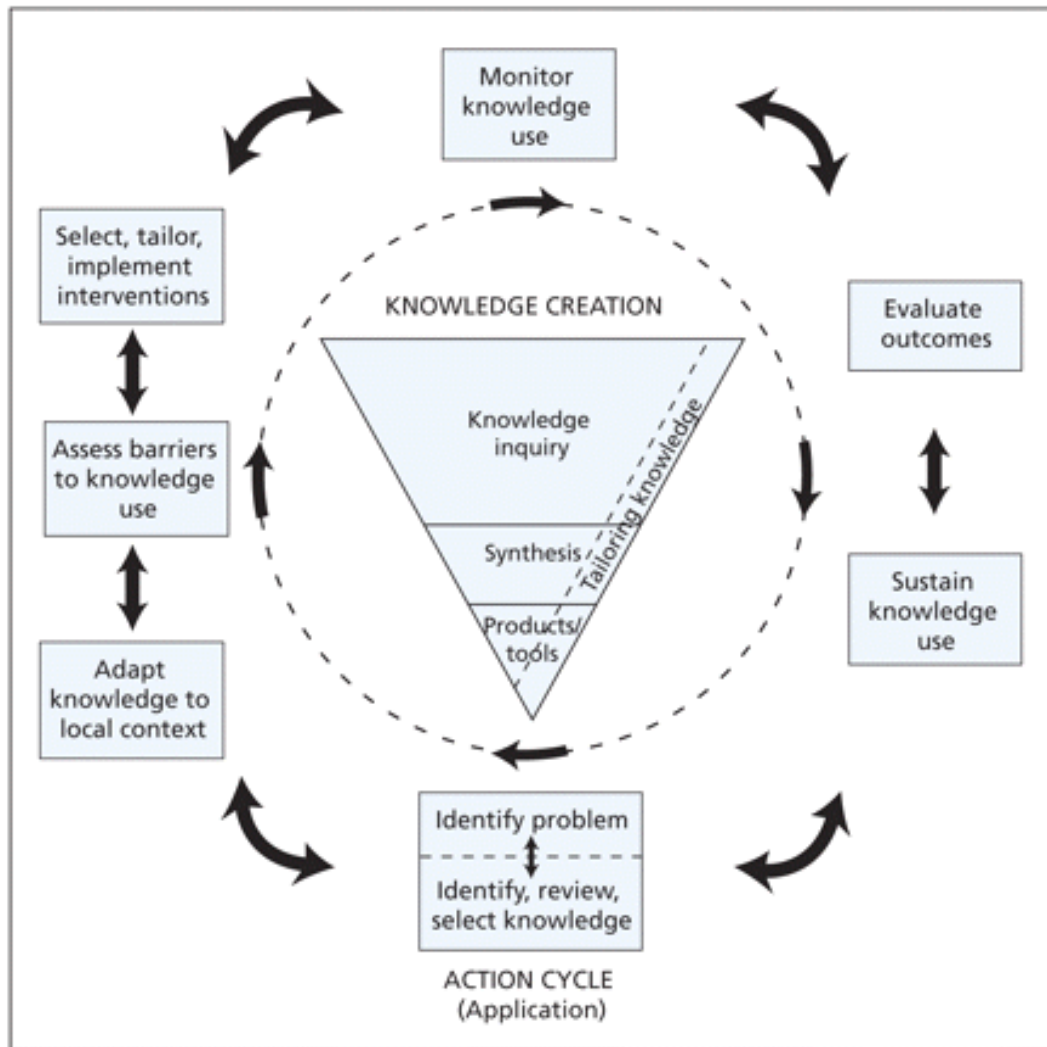 Monitor
knowledge
use
Select, tailor,
implement
interventions
Evaluate
outcomes
KNOWLEDGE CREATION
Knowledge
inquiry
Tailoring knowledge
Assess barriers
to knowledge
use
Synthesis
Products/
tools
Sustain
knowledge
use
Adapt
knowledge to
local context
Identify problem
Identify, review,
select knowledge
ACTION CYCLE
(Application)